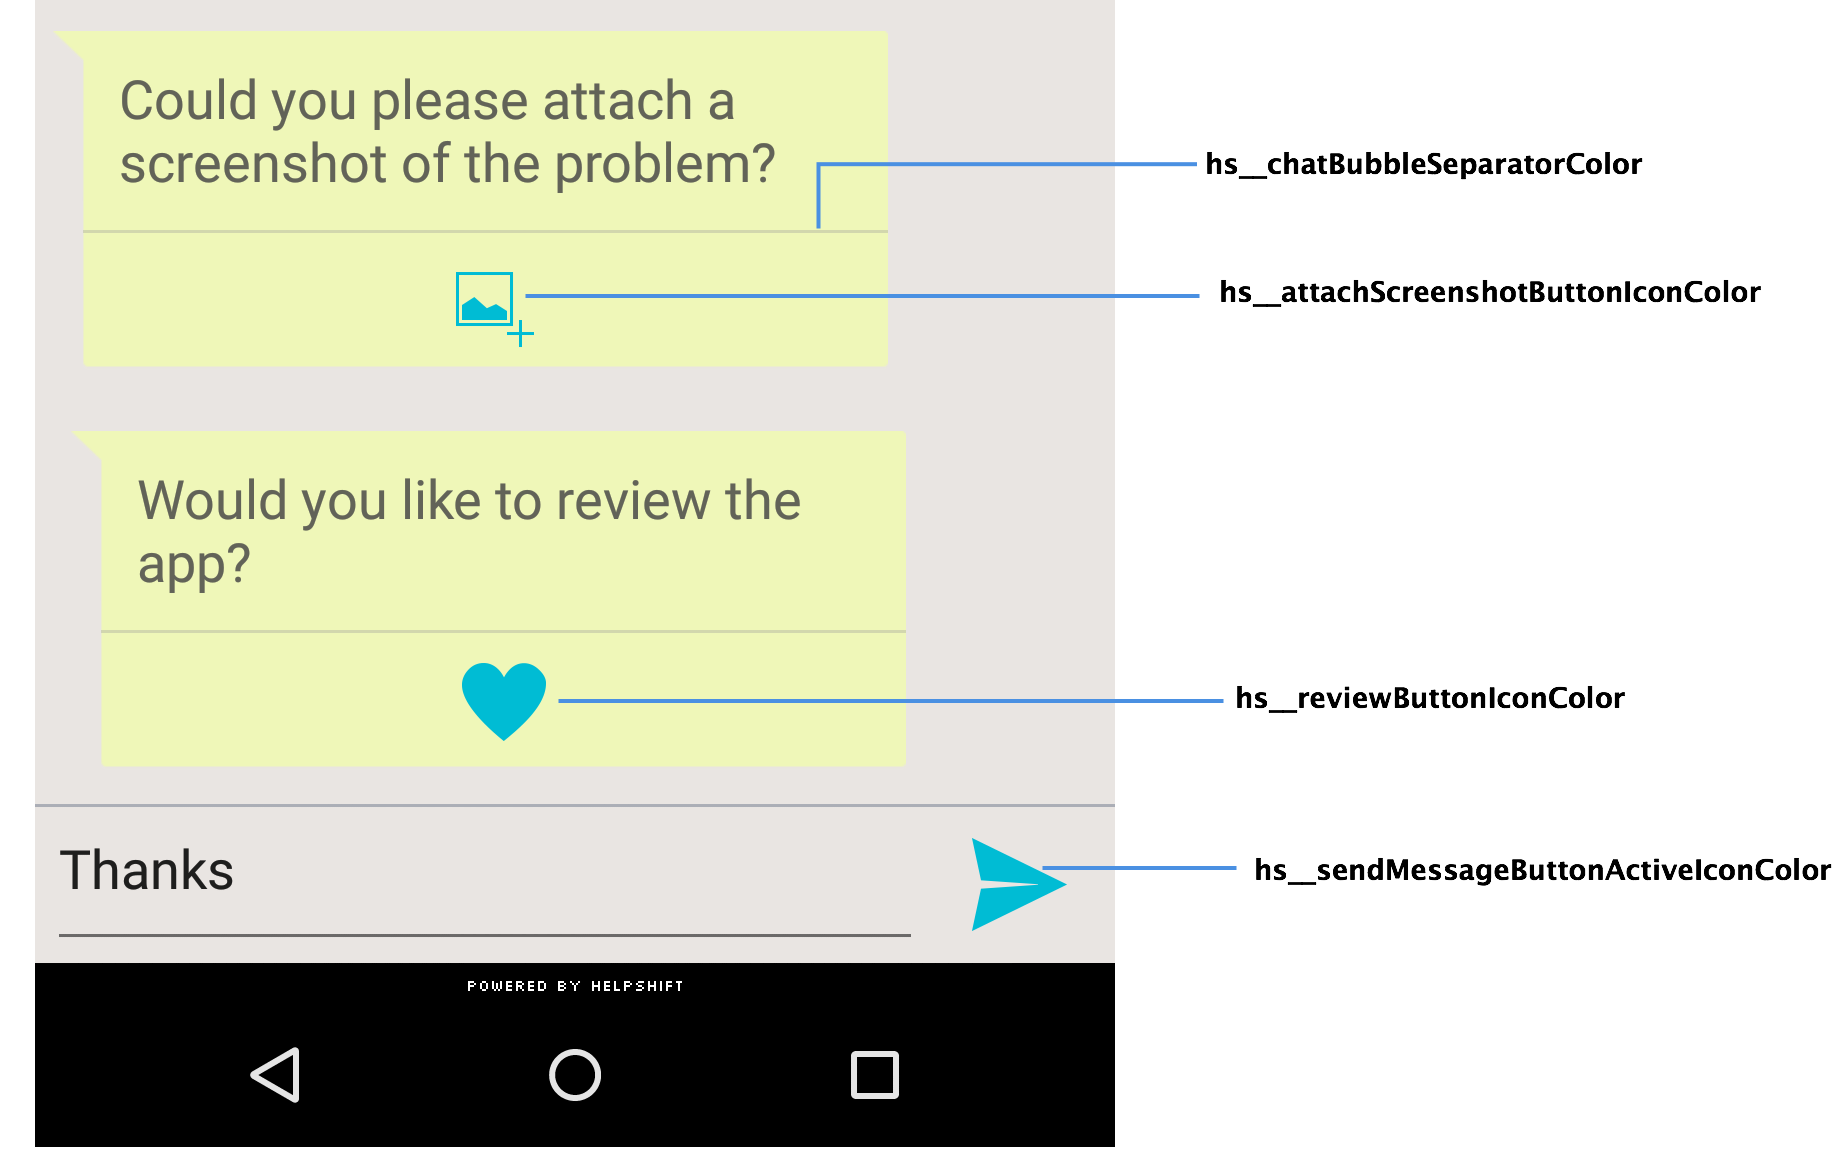 Could you please attach a
screenshot of the problem?
hs__chatBubbleSeparatorColor
hs__attachScreenshotButtonIconColor
Would you like to review the
app?
hs__reviewButtonIconColor
Thanks
hs__sendMessageButtonActiveIconColor
POWERED BY HELPSHIFT